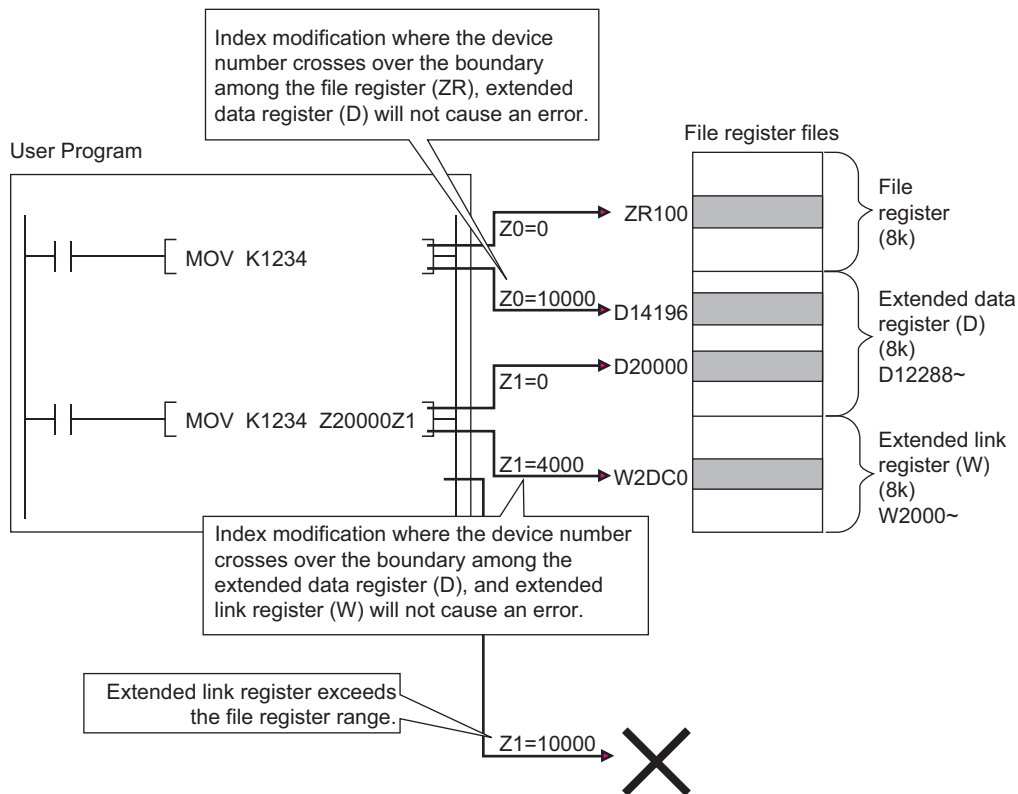 Index modification where the device
number crosses over the boundary
among the file register (ZR), extended
data register (D) will not cause an error.
User Program
File register files
Z0=0
ZR100
File
register
(8k)
MOV K1234
Z0=10000
D14196
Extended data
register (D)
(8k)
D12288~
Z1=0
D20000
MOV K1234 Z20000Z1
Z1=4000
W2DC0
Extended link
register (W)
(8k)
W2000~
Index modification where the device number
crosses over the boundary among the
extended data register (D), and extended
link register (W) will not cause an error.
Extended link register exceeds
the file register range.
Z1=10000